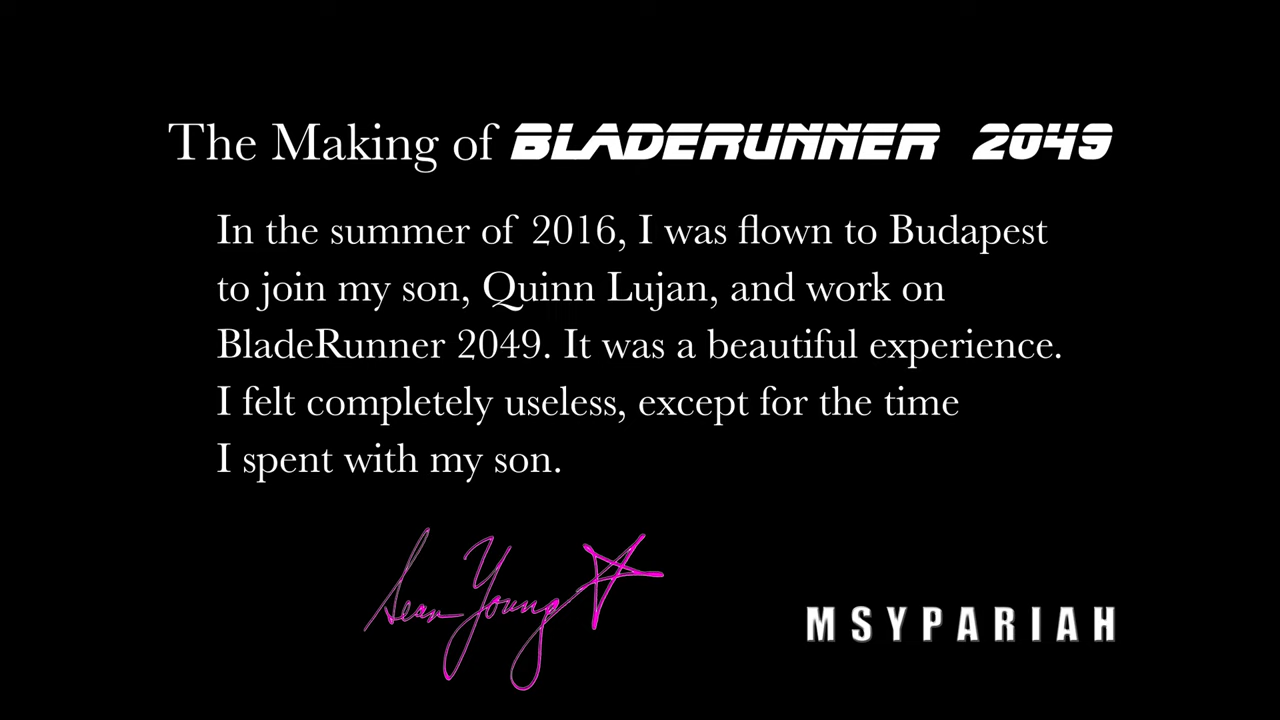 The Making of BLADERUNNER 2049
In the summer of 2016, I was flown to Budapest
to join my son, Quinn Lujan, and work on
BladeRunner 2049. It was a beautiful experience.
I felt completely useless, except for the time
I spent with my son.
Sean Young
MSYPARIAH